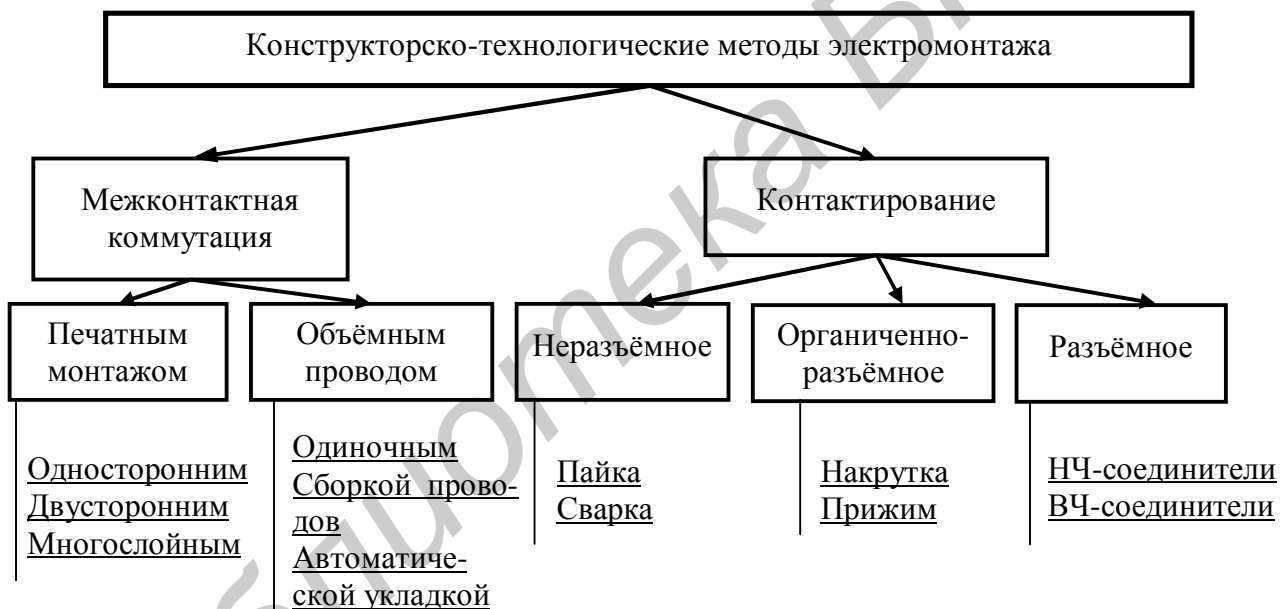 Конструкторско-технологические методы электромонтажа
Межконтактная
коммутация
Контактирование
Печатным
монтажом
Объёмным
проводом
Неразъёмное
Органиченно-
разъёмное
Разъёмное
Односторонним
Двусторонним
Многослойным
Одиночным
Сборкой прово-
дов
Автоматиче-
ской укладкой
Пайка
Сварка
Накрутка
Прижим
НЧ-соединители
ВЧ-соединители